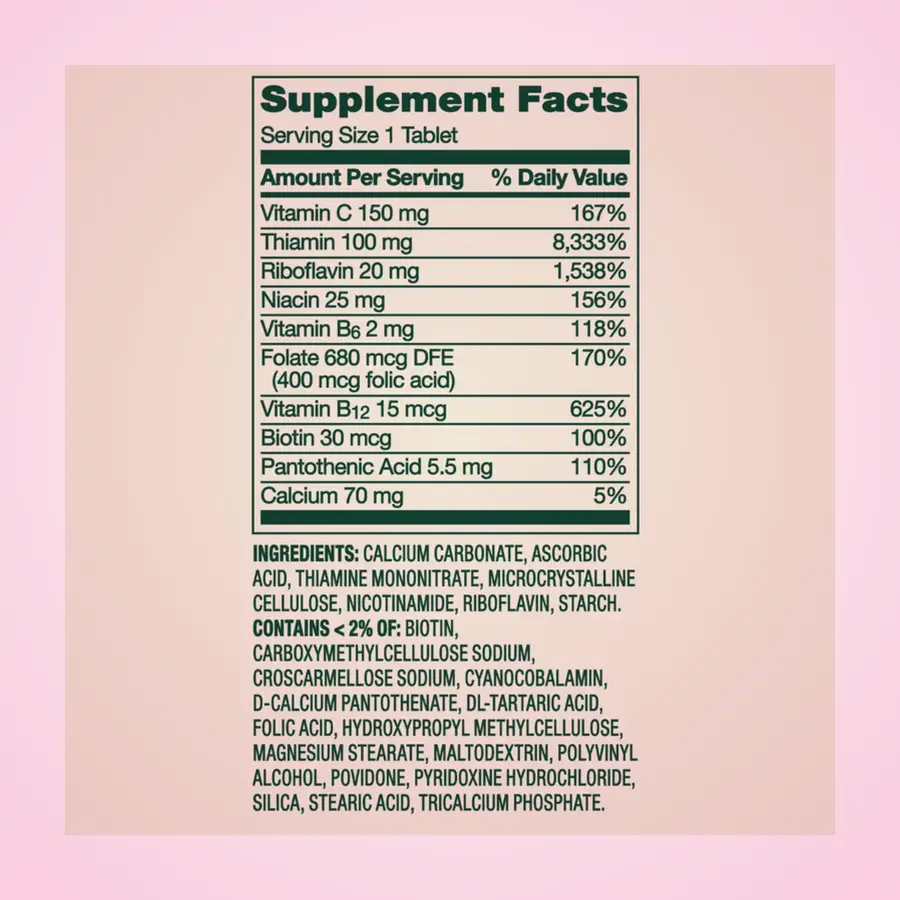 Supplement Facts
Serving Size 1 Tablet
Amount Per Serving % Daily Value
Vitamin C 150 mg 167%
Thiamin 100 mg 8,333%
Riboflavin 20 mg 1,538%
Niacin 25 mg 156%
Vitamin B6 2 mg 118%
Folate 680 mcg DFE 170%
(400 mcg folic acid)
Vitamin B12 15 mcg 625%
Biotin 30 mcg 100%
Pantothenic Acid 5.5 mg 110%
Calcium 70 mg 5%
INGREDIENTS: CALCIUM CARBONATE, ASCORBIC
ACID, THIAMINE MONONITRATE, MICROCRYSTALLINE
CELLULOSE, NICOTINAMIDE, RIBOFLAVIN, STARCH.
CONTAINS < 2% OF: BIOTIN,
CARBOXYMETHYLCELLULOSE SODIUM,
CROSCARMELLOSE SODIUM, CYANOCOBALAMIN,
D-CALCIUM PANTOTHENATE, DL-TARTARIC ACID,
FOLIC ACID, HYDROXYPROPYL METHYLCELLULOSE,
MAGNESIUM STEARATE, MALTODEXTRIN, POLYVINYL
ALCOHOL, POVIDONE, PYRIDOXINE HYDROCHLORIDE,
SILICA, STEARIC ACID, TRICALCIUM PHOSPHATE.